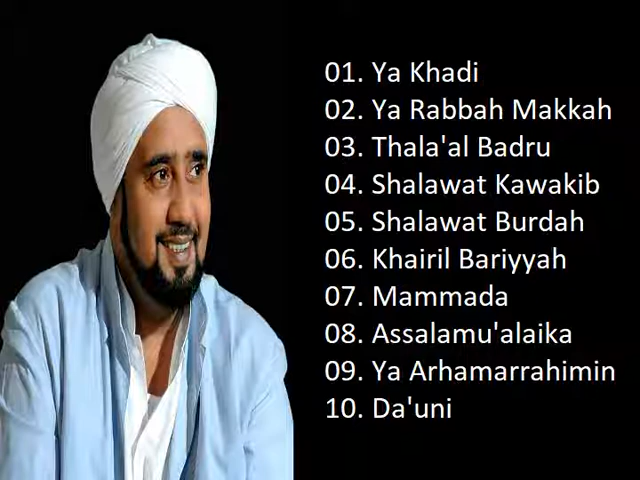 01. Ya Khadi
02. Ya Rabbah Makkah
03. Thala'al Badru
04. Shalawat Kawakib
05. Shalawat Burdah
06. Khairil Bariyyah
07. Mammada
08. Assalamu'alaika
09. Ya Arhamarrahimin
10. Da'uni